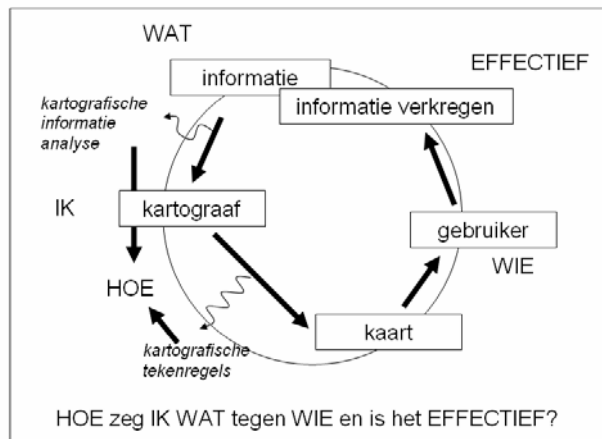 WAT
informatie
EFFECTIEF
informatie verkregen
kartografische
informatie
analyse
IK
kartograaf
gebruiker
WIE
HOE
kaart
kartografische
tekenregels
HOE zeg IK WAT tegen WIE en is het EFFECTIEF?